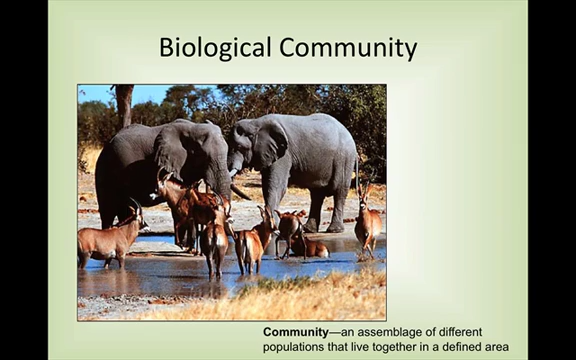 Biological Community
Community—an assemblage of different
populations that live together in a defined area